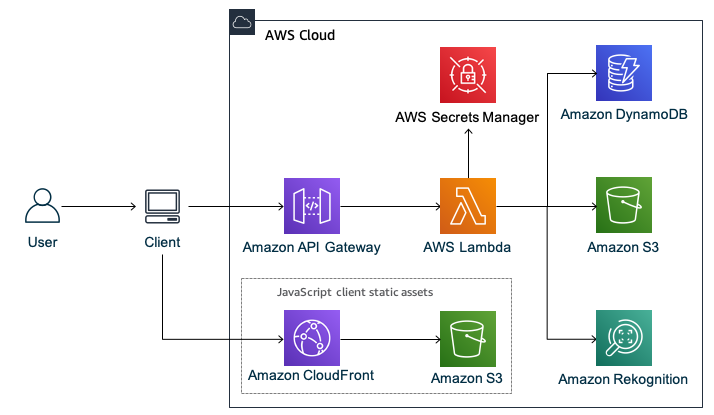 AWS Cloud
AWS Secrets Manager
Amazon DynamoDB
User
Client
Amazon API Gateway
AWS Lambda
Amazon S3
JavaScript client static assets
Amazon CloudFront
Amazon S3
Amazon Rekognition